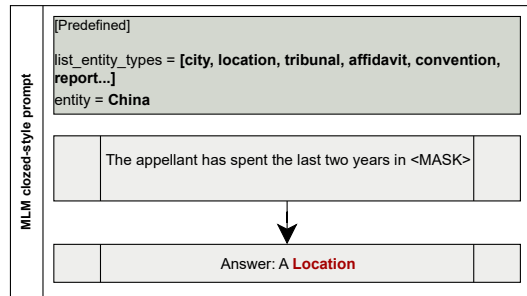 MLM clozed-style prompt
[Predefined]
list_entity_types = [city, location, tribunal, affidavit, convention,
report...]
entity = China
The appellant has spent the last two years in <MASK>
Answer: A Location